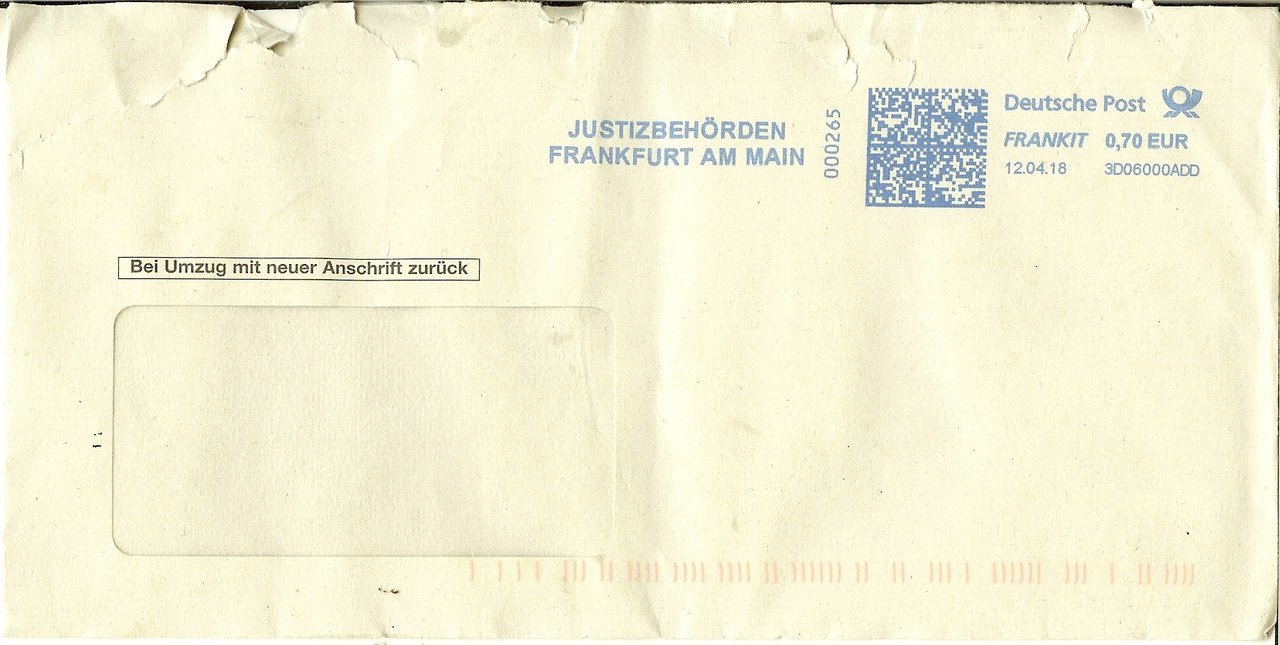 JUSTIZBEHÖRDEN
FRANKFURT AM MAIN
000265
Deutsche Post
FRANKIT 0,70 EUR
12.04.18 3D06000ADD
Bei Umzug mit neuer Anschrift zurück